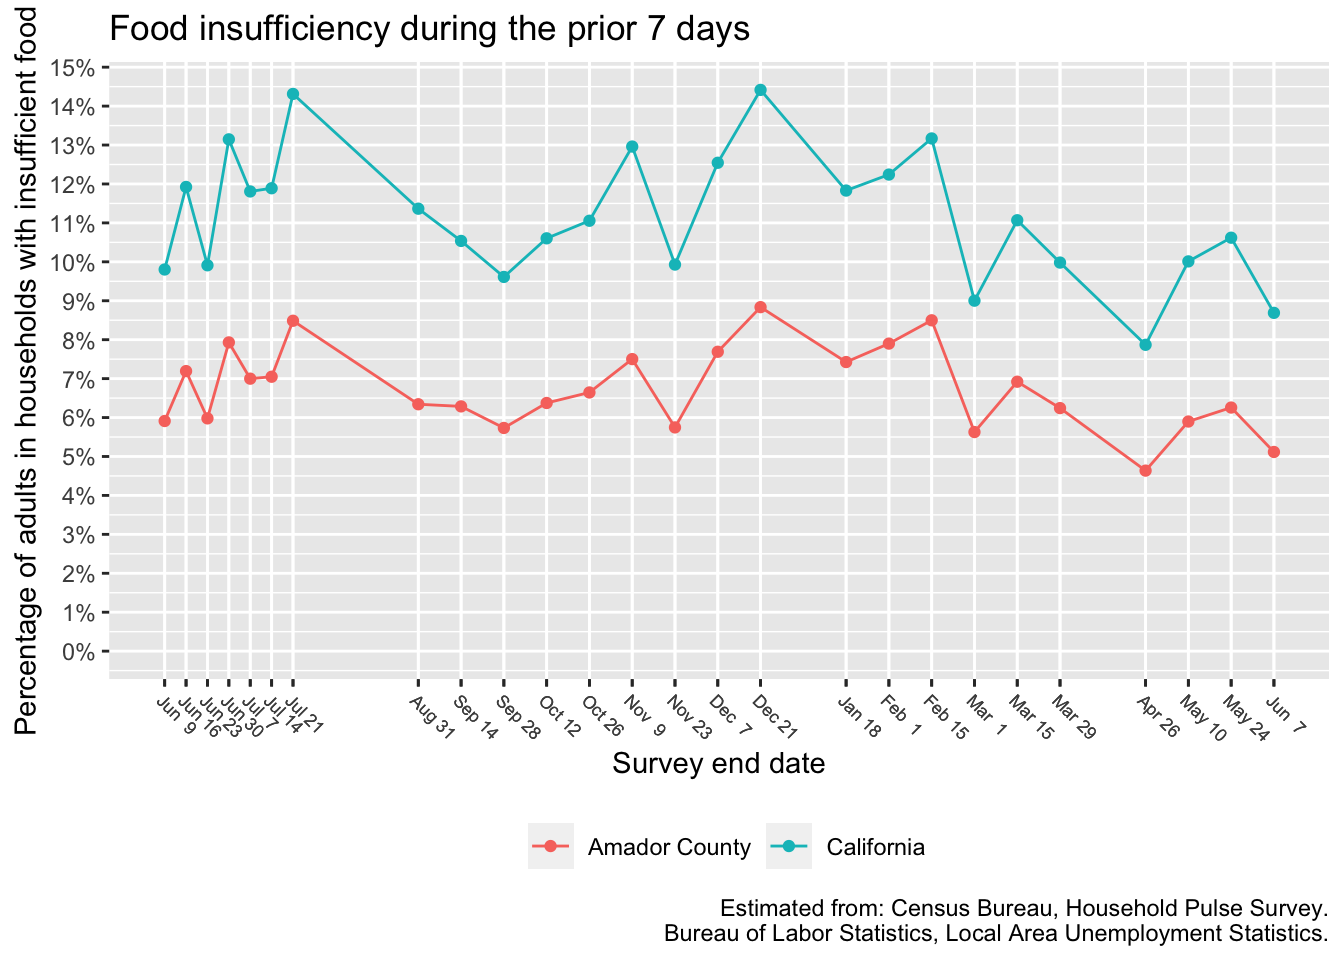 Food insufficiency during the prior 7 days
Percentage of adults in households with insufficient food
15%
14%
13%
12%
11%
10%
9%
8%
7%
6%
5%
4%
3%
2%
1%
0%
Jun 9
Jun 16
Jun 23
Jun 30
Jul 7
Jul 14
Jul 21
Aug 31
Sep 14
Sep 28
Oct 12
Oct 26
Nov 9
Nov 23
Dec 7
Dec 21
Jan 18
Feb 1
Feb 15
Mar 1
Mar 15
Mar 29
Apr 26
May 10
May 24
Jun 7
Survey end date
Amador County
California
Estimated from: Census Bureau, Household Pulse Survey.
Bureau of Labor Statistics, Local Area Unemployment Statistics.